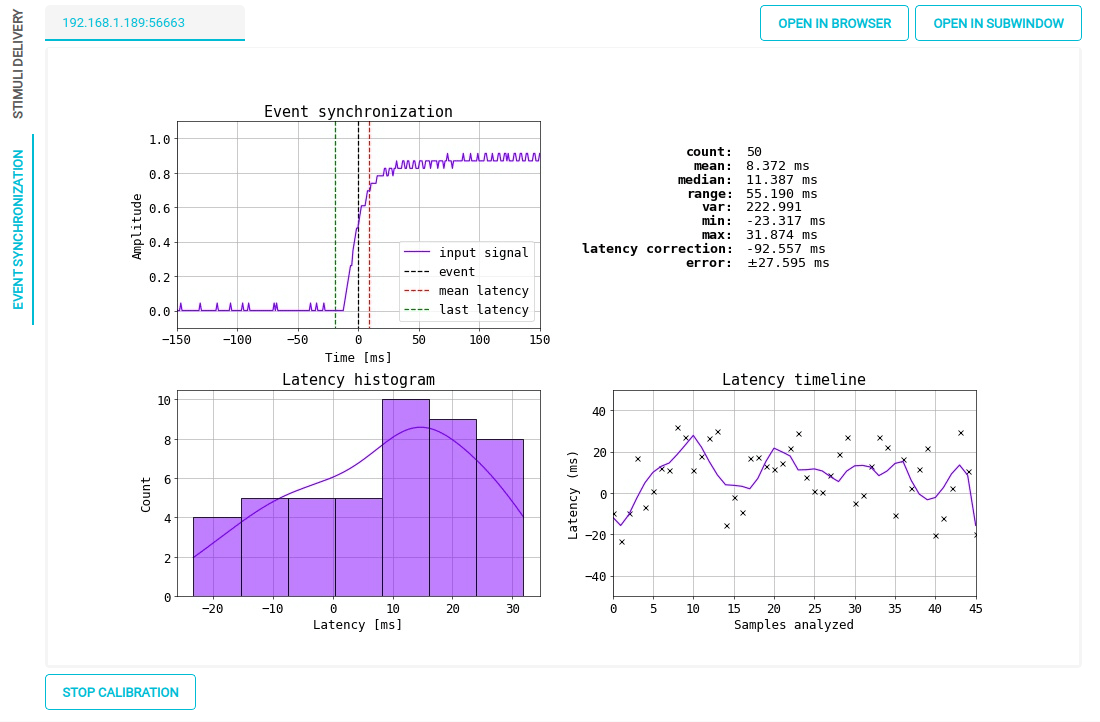 STIMULI DELIVERY
EVENT SYNCHRONIZATION
192.168.1.189:56663
OPEN IN BROWSER
OPEN IN SUBWINDOW
Event synchronization
Amplitude
1.0
0.8
0.6
0.4
0.2
0.0
input signal
event
mean latency
last latency
−150 −100 −50 0 50 100 150
Time [ms]
count: 50
mean: 8.372 ms
median: 11.387 ms
range: 55.190 ms
var: 222.991
min: -23.317 ms
max: 31.874 ms
latency correction: -92.557 ms
error: ±27.595 ms
Latency histogram
Count
10
8
6
4
2
0
−20 −10 0 10 20 30
Latency [ms]
Latency timeline
Latency (ms)
40
20
0
−20
−40
0 5 10 15 20 25 30 35 40 45
Samples analyzed
STOP CALIBRATION